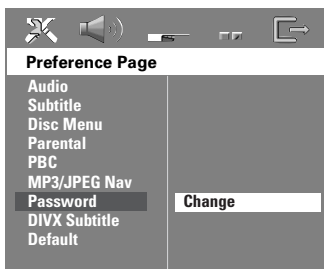 Preference Page
Audio
Subtitle
Disc Menu
Parental
PBC
MP3/JPEG Nav
Password
Change
DIVX Subtitle
Default